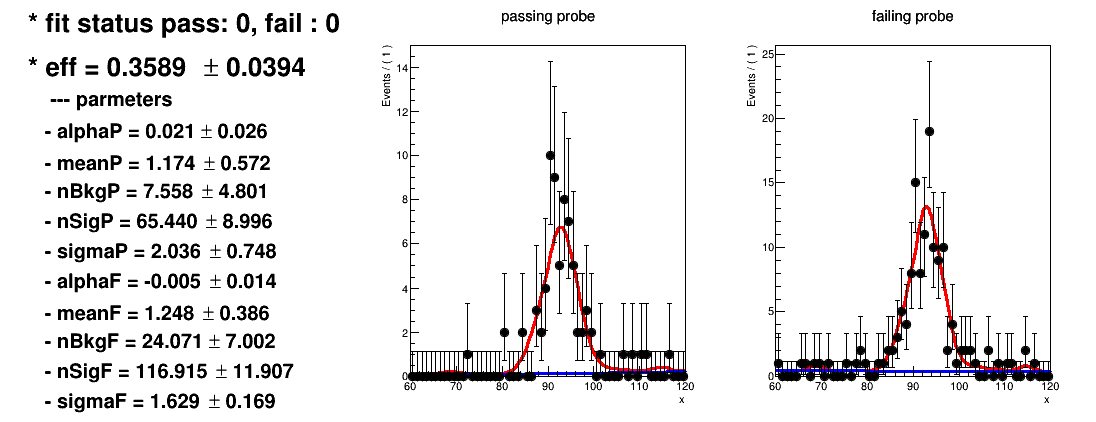 * fit status pass: 0, fail : 0
* eff = 0.3589 ± 0.0394
--- parmeters
- alphaP = 0.021 ± 0.026
- meanP = 1.174 ± 0.572
- nBkgP = 7.558 ± 4.801
- nSigP = 65.440 ± 8.996
- sigmaP = 2.036 ± 0.748
- alphaF = -0.005 ± 0.014
- meanF = 1.248 ± 0.386
- nBkgF = 24.071 ± 7.002
- nSigF = 116.915 ± 11.907
- sigmaF = 1.629 ± 0.169
passing probe
Events / ( 1 )
14
12
10
8
6
4
2
0
60 70 80 90 100 110 120
x
failing probe
Events / ( 1 )
25
20
15
10
5
0
60 70 80 90 100 110 120
x